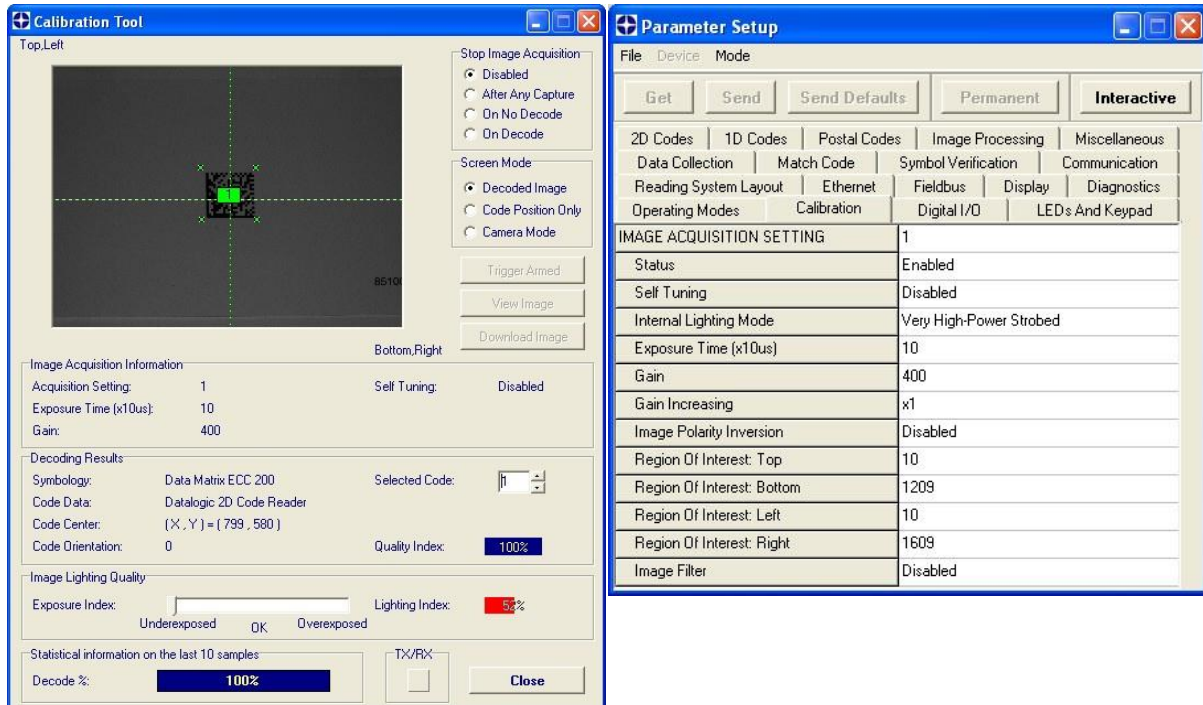 Calibration Tool
Top,Left
1
85100
Bottom,Right
Stop Image Acquisition
Disabled
After Any Capture
On No Decode
On Decode
Screen Mode
Decoded Image
Code Position Only
Camera Mode
Trigger Armed
View Image
Download Image
Image Acquisition Information
Acquisition Setting: 1 Self Tuning: Disabled
Exposure Time (x10us): 10
Gain: 400
Decoding Results
Symbology: Data Matrix ECC 200 Selected Code: 1
Code Data: Datalogic 2D Code Reader
Code Center: ( X , Y ) = ( 799 , 580 )
Code Orientation: 0 Quality Index: 100%
Image Lighting Quality
Exposure Index: Lighting Index: 52%
Underexposed OK Overexposed
Statistical information on the last 10 samples TX/RX
Decode %: 100% Close
Parameter Setup
File Device Mode
Get Send Send Defaults Permanent Interactive
2D Codes 1D Codes Postal Codes Image Processing Miscellaneous
Data Collection Match Code Symbol Verification Communication
Reading System Layout Ethernet Fieldbus Display Diagnostics
Operating Modes Calibration Digital I/O LEDs And Keypad
IMAGE ACQUISITION SETTING 1
Status Enabled
Self Tuning Disabled
Internal Lighting Mode Very High-Power Strobed
Exposure Time (x10us) 10
Gain 400
Gain Increasing x1
Image Polarity Inversion Disabled
Region Of Interest: Top 10
Region Of Interest: Bottom 1209
Region Of Interest: Left 10
Region Of Interest: Right 1609
Image Filter Disabled